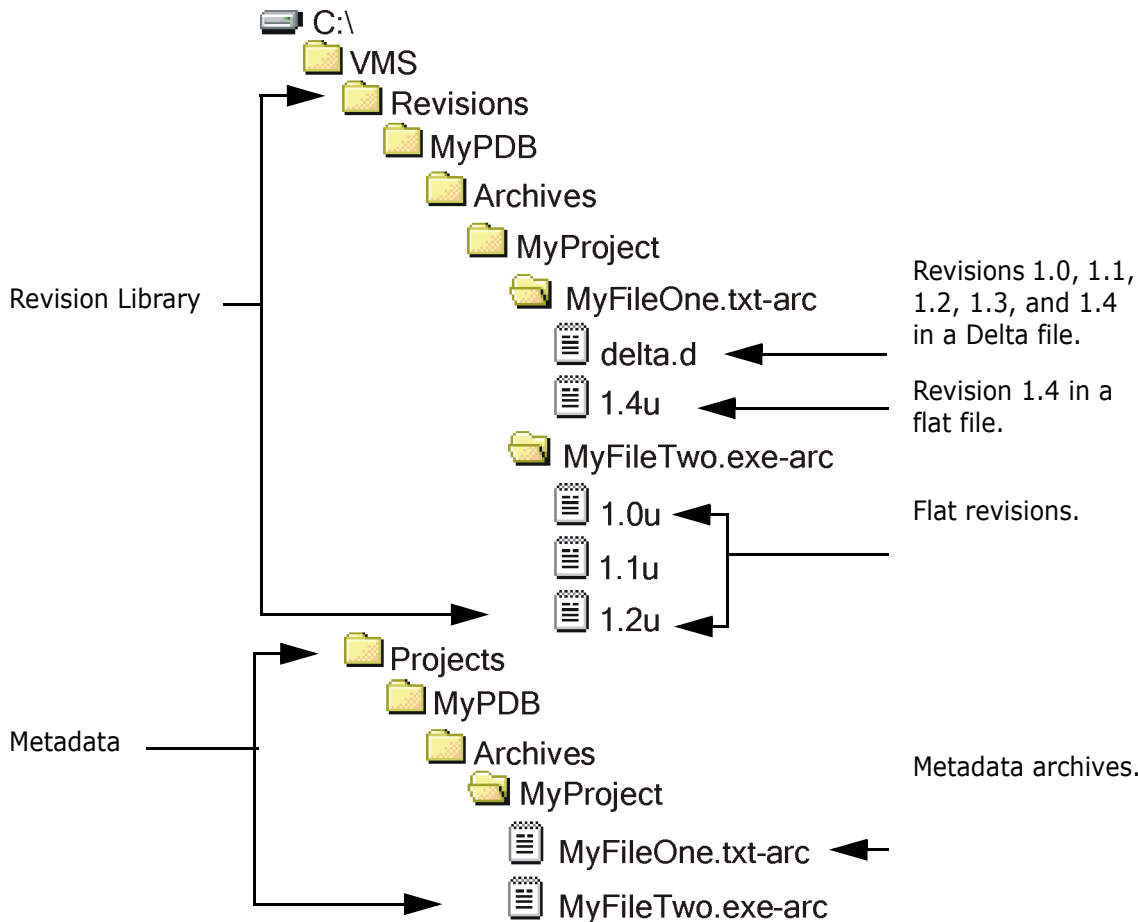 C:\
VMS
Revisions
MyPDB
Archives
MyProject
Revision Library
MyFileOne.txt-arc
Revisions 1.0, 1.1,
1.2, 1.3, and 1.4
in a Delta file.
delta.d
1.4u
Revision 1.4 in a
flat file.
MyFileTwo.exe-arc
1.0u
Flat revisions.
1.1u
1.2u
Projects
MyPDB
Metadata
Archives
Metadata archives.
MyProject
MyFileOne.txt-arc
MyFileTwo.exe-arc